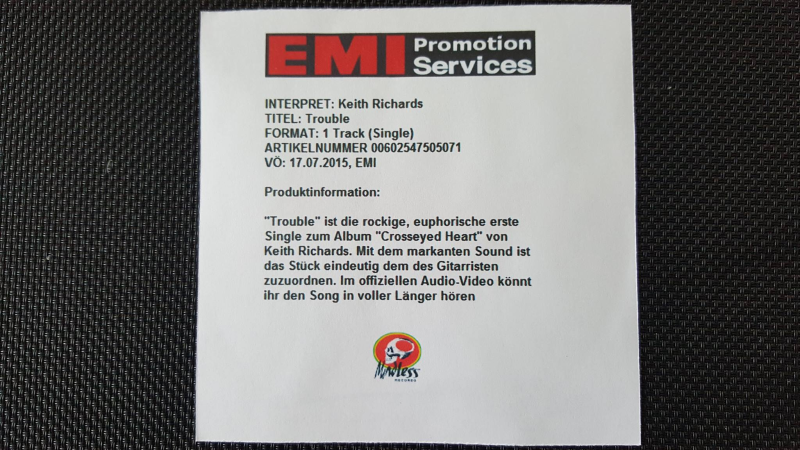 EMI Promotion Services
INTERPRET: Keith Richards
TITEL: Trouble
FORMAT: 1 Track (Single)
ARTIKELNUMMER 00602547505071
VÖ: 17.07.2015, EMI
Produktinformation:
"Trouble" ist die rockige, euphorische erste
Single zum Album "Crosseyed Heart" von
Keith Richards. Mit dem markanten Sound ist
das Stück eindeutig dem des Gitarristen
zuzuordnen. Im offiziellen Audio-Video könnt
ihr den Song in voller Länger hören
Mindless
RECORDS